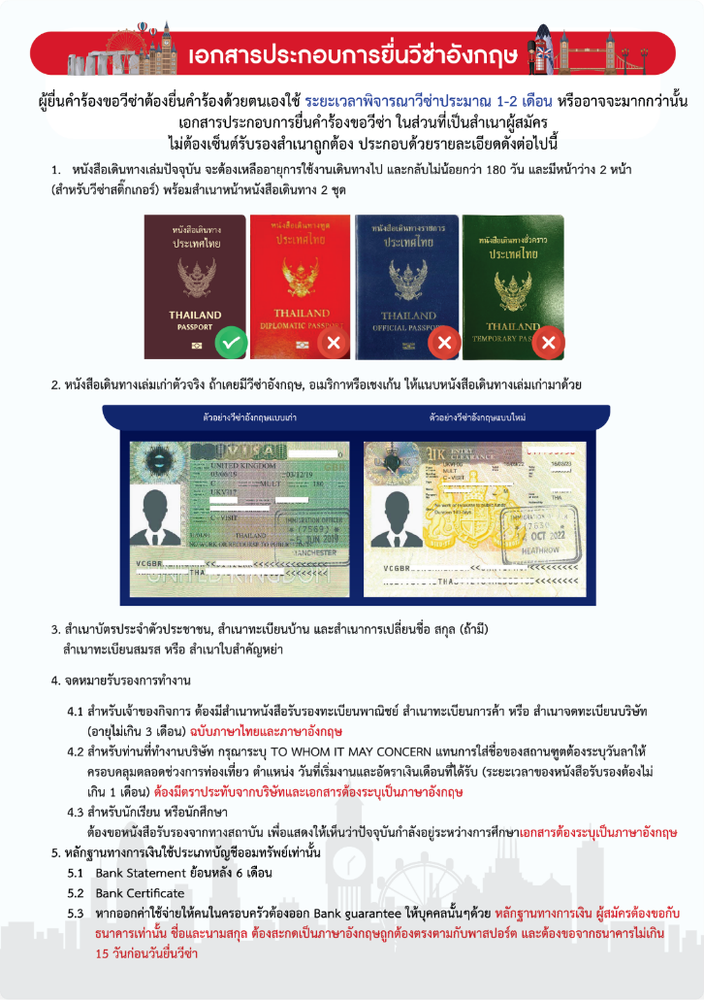 เอกสารประกอบการยื่นวีซ่าอังกฤษ
ผู้ยื่นคำร้องขอวีซ่าต้องยื่นคำร้องด้วยตนเองใช้ ระยะเวลาพิจารณาวีซ่าประมาณ 1-2 เดือน หรืออาจจะมากกว่านั้น
เอกสารประกอบการยื่นคำร้องขอวีซ่า ในส่วนที่เป็นสำเนาผู้สมัคร
ไม่ต้องเซ็นต์รับรองสำเนาถูกต้อง ประกอบด้วยรายละเอียดดังต่อไปนี้
1. หนังสือเดินทางเล่มปัจจุบัน จะต้องเหลืออายุการใช้งานเดินทางไป และกลับไม่น้อยกว่า 180 วัน และมีหน้าว่าง 2 หน้า
(สำหรับวีซ่าสติ๊กเกอร์) พร้อมสำเนาหน้าหนังสือเดินทาง 2 ชุด
หนังสือเดินทาง
ประเทศไทย
THAILAND
PASSPORT
หนังสือเดินทางทูต
ประเทศไทย
THAILAND
DIPLOMATIC PASSPORT
หนังสือเดินทางราชการ
ประเทศไทย
THAILAND
OFFICIAL PASSPOR
หนังสือเดินทางชั่วคราว
ประเทศไทย
THAILAND
TEMPORARY PAS
2. หนังสือเดินทางเล่มเก่าตัวจริง ถ้าเคยมีวีซ่าอังกฤษ, อเมริกาหรือเชงเก้น ให้แนบหนังสือเดินทางเล่มเก่ามาด้วย
ตัวอย่างวีซ่าอังกฤษแบบเก่า
ตัวอย่างวีซ่าอังกฤษแบบใหม่
VISA
UNITED KINGDOM
GBR
03/06/19 03/12/19
C MULT 180
C-VISIT
THAILAND
IMMIGRATION OFFICER
* (7569) *
5 JUN 2019
MANCHESTER
VCGBR
THA
UK ENTRY
CLEARANCE
MULT
16/03/23
C-VISIT
THA
No work or recourse to public funds
* (7650) *
OCT 2022
HEATHROW
VCGBR
THA
3. สำเนาบัตรประจำตัวประชาชน, สำเนาทะเบียนบ้าน และสำเนาการเปลี่ยนชื่อ สกุล (ถ้ามี)
สำเนาทะเบียนสมรส หรือ สำเนาใบสำคัญหย่า
4. จดหมายรับรองการทำงาน
4.1 สำหรับเจ้าของกิจการ ต้องมีสำเนาหนังสือรับรองทะเบียนพาณิชย์ สำเนาทะเบียนการค้า หรือ สำเนาจดทะเบียนบริษัท
(อายุไม่เกิน 3 เดือน) ฉบับภาษาไทยและภาษาอังกฤษ
4.2 สำหรับท่านที่ทำงานบริษัท กรุณาระบุ TO WHOM IT MAY CONCERN แทนการใส่ชื่อของสถานฑูตต้องระบุวันลาให้
ครอบคลุมตลอดช่วงการท่องเที่ยว ตำแหน่ง วันที่เริ่มงานและอัตราเงินเดือนที่ได้รับ (ระยะเวลาของหนังสือรับรองต้องไม่
เกิน 1 เดือน) ต้องมีตราประทับจากบริษัทและเอกสารต้องระบุเป็นภาษาอังกฤษ
4.3 สำหรับนักเรียน หรือนักศึกษา
ต้องขอหนังสือรับรองจากทางสถาบัน เพื่อแสดงให้เห็นว่าปัจจุบันกำลังอยู่ระหว่างการศึกษาเอกสารต้องระบุเป็นภาษาอังกฤษ
5. หลักฐานทางการเงินใช้ประเภทบัญชีออมทรัพย์เท่านั้น
5.1 Bank Statement ย้อนหลัง 6 เดือน
5.2 Bank Certificate
5.3 หากออกค่าใช้จ่ายให้คนในครอบครัวต้องออก Bank guarantee ให้บุคคลนั้นๆด้วย หลักฐานทางการเงิน ผู้สมัครต้องขอกับ
ธนาคารเท่านั้น ชื่อและนามสกุล ต้องสะกดเป็นภาษาอังกฤษถูกต้องตรงตามกับพาสปอร์ต และต้องขอจากธนาคารไม่เกิน
15 วันก่อนวันยื่นวีซ่า